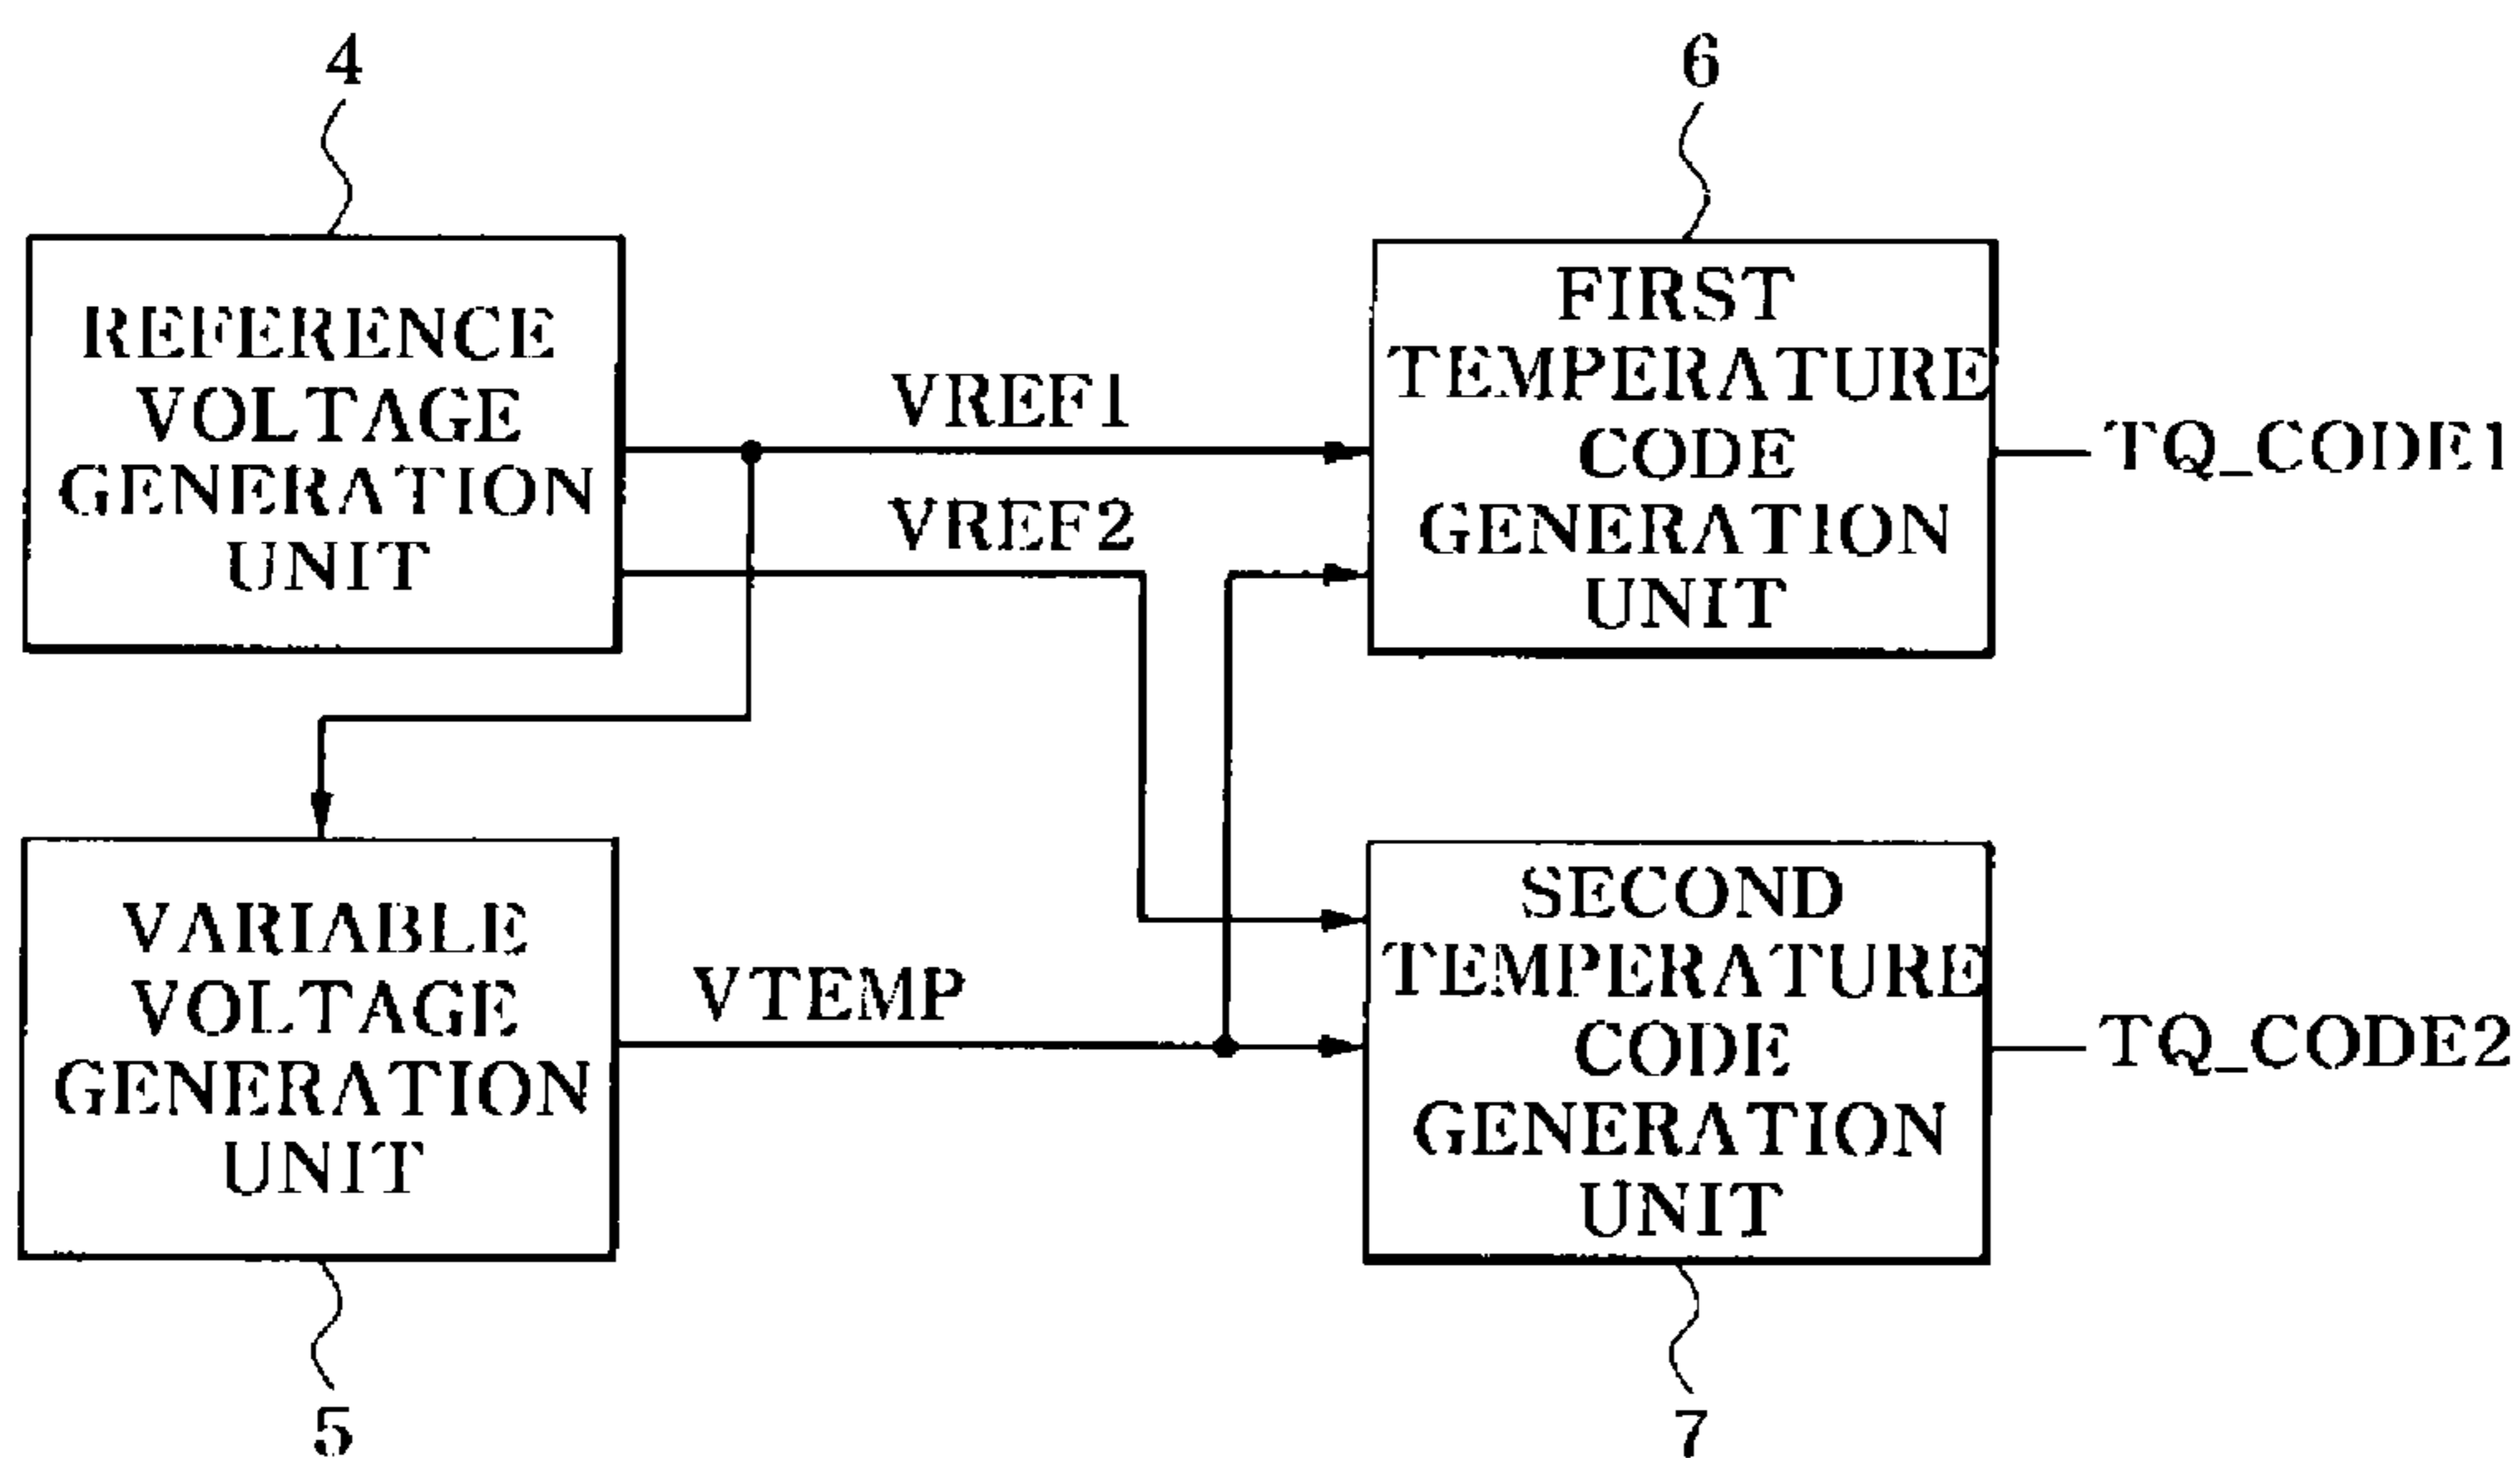 4
REFERENCE
VOLTAGE
GENERATION
UNIT
VREF1
VREF2
6
FIRST
TEMPERATURE
CODE
GENERATION
UNIT
TQ_CODE1
VARIABLE
VOLTAGE
GENERATION
UNIT
5
VTEMP
SECOND
TEMPERATURE
CODE
GENERATION
UNIT
7
TQ_CODE2